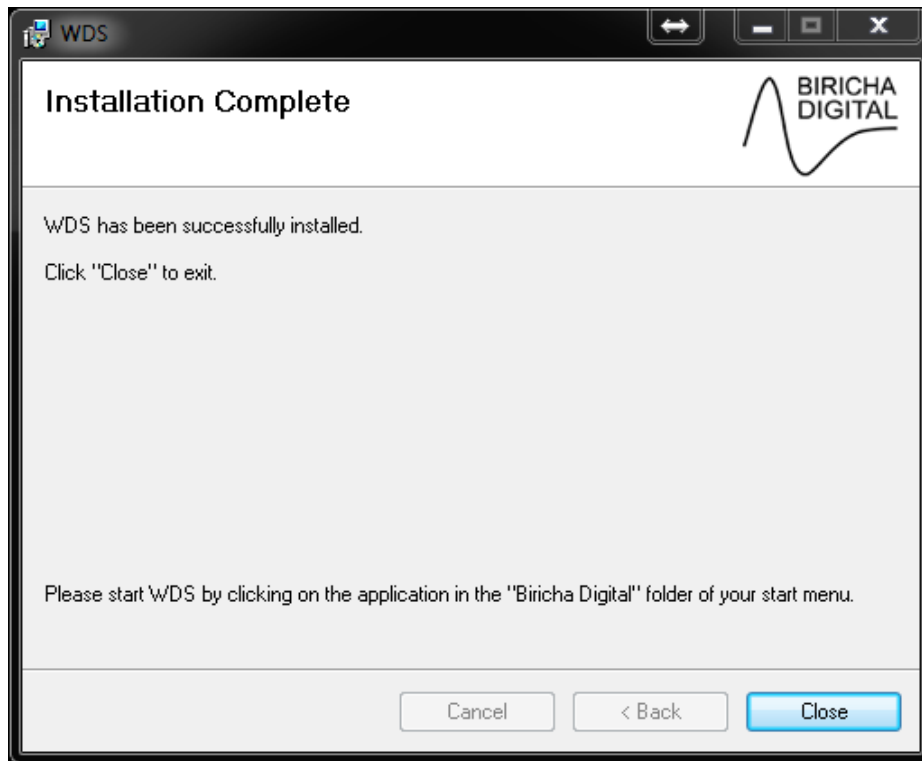 WDS
Installation Complete
BIRICHA
DIGITAL
WDS has been successfully installed.
Click "Close" to exit.
Please start WDS by clicking on the application in the "Biricha Digital" folder of your start menu.
Cancel
< Back
Close